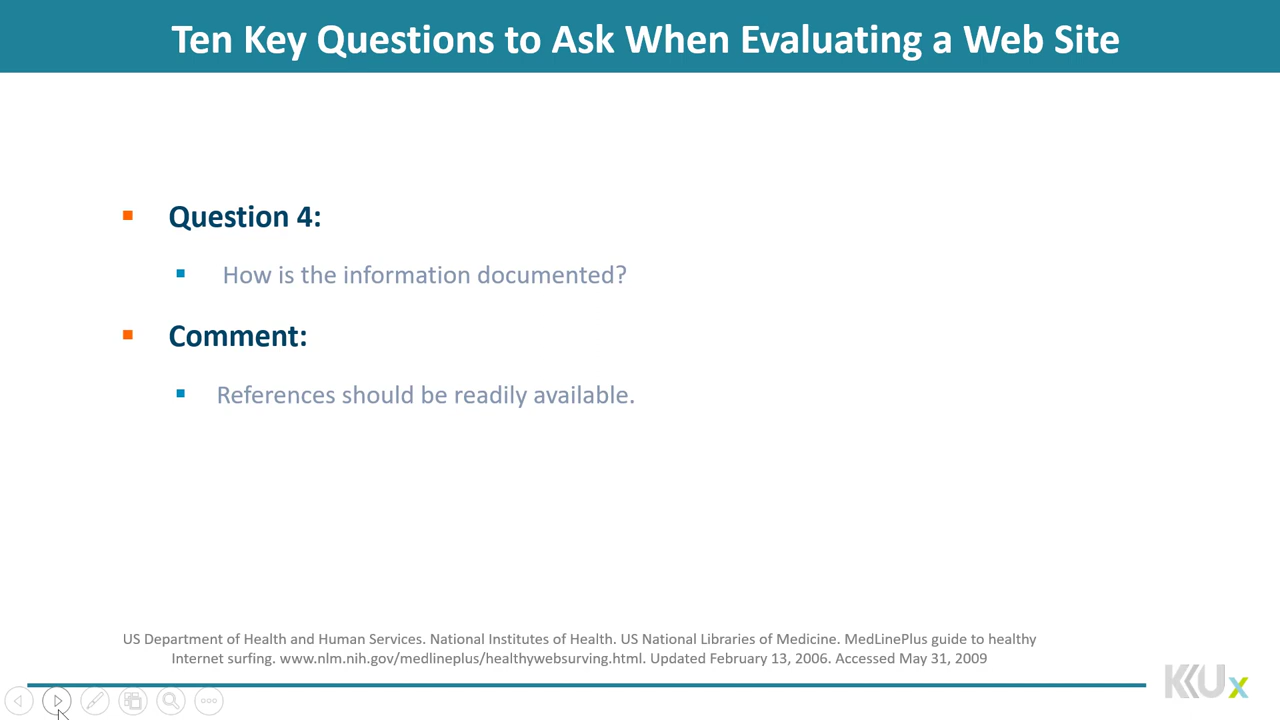 Ten Key Questions to Ask When Evaluating a Web Site
Question 4:
How is the information documented?
Comment:
References should be readily available.
US Department of Health and Human Services. National Institutes of Health. US National Libraries of Medicine. MedLinePlus guide to healthy
Internet surfing. www.nlm.nih.gov/medlineplus/healthywebsurving.html. Updated February 13, 2006. Accessed May 31, 2009
KKUx